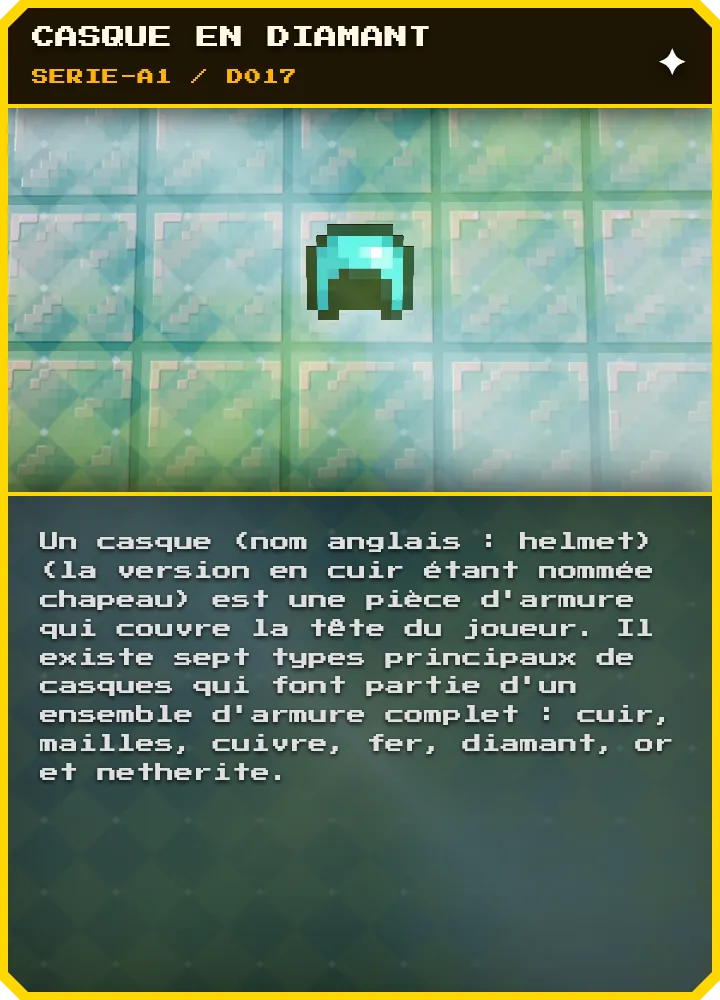 CASQUE EN DIAMANT
SERIE-A1 / D017
Un casque (nom anglais : helmet)
(la version en cuir étant nommée
chapeau) est une pièce d'armure
qui couvre la tête du joueur. Il
existe sept types principaux de
casques qui font partie d'un
ensemble d'armure complet : cuir,
mailles, cuivre, fer, diamant, or
et netherite.